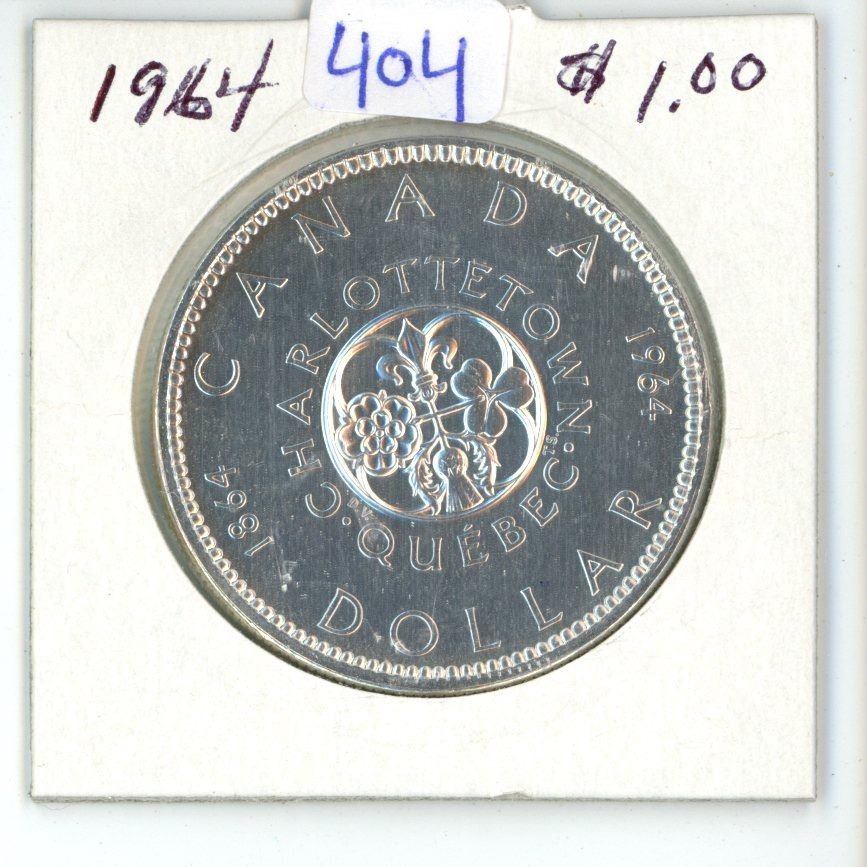 1964 404 $1.00
CANADA
CHARLOTTETOWN·
1864 1964
D.V. T.S.
·QUÉBEC·
DOLLAR